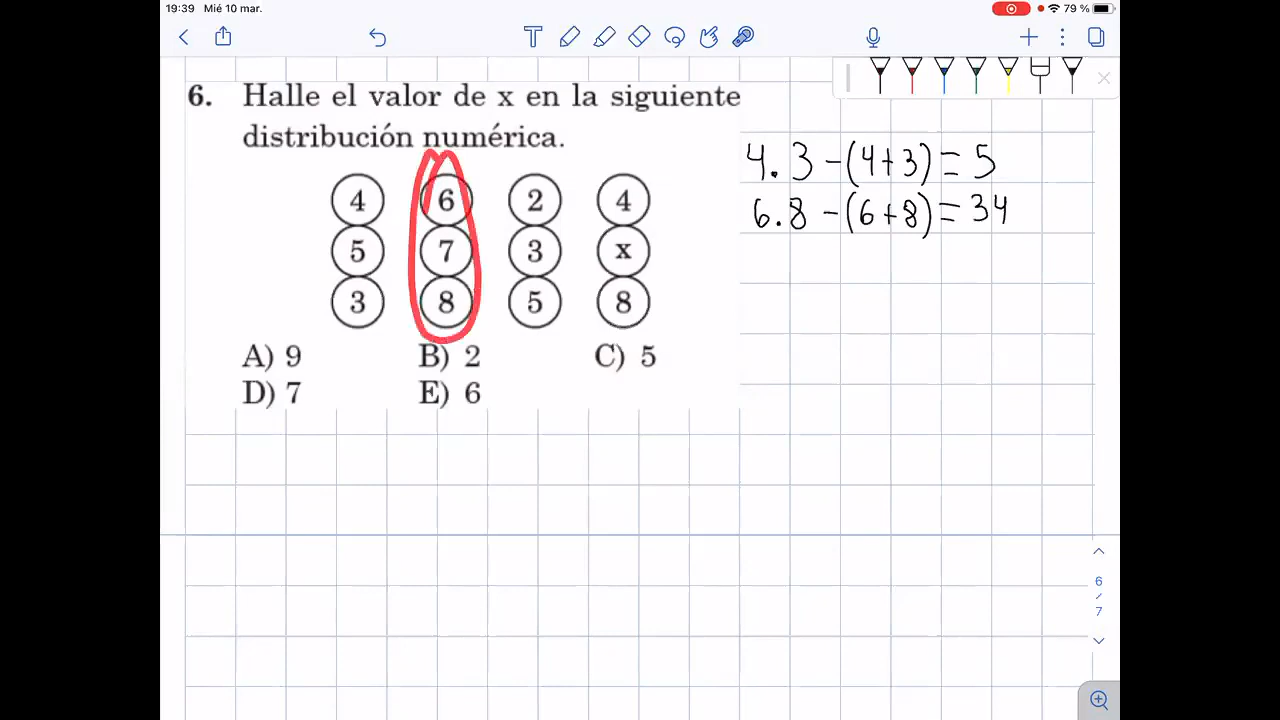 19:39 Mié 10 mar.
79 %
T
6. Halle el valor de x en la siguiente
distribución numérica.
4 6 2 4
5 7 3 x
3 8 5 8
A) 9 B) 2 C) 5
D) 7 E) 6
4.3-(4+3)=5
6.8-(6+8)=34
6
/
7